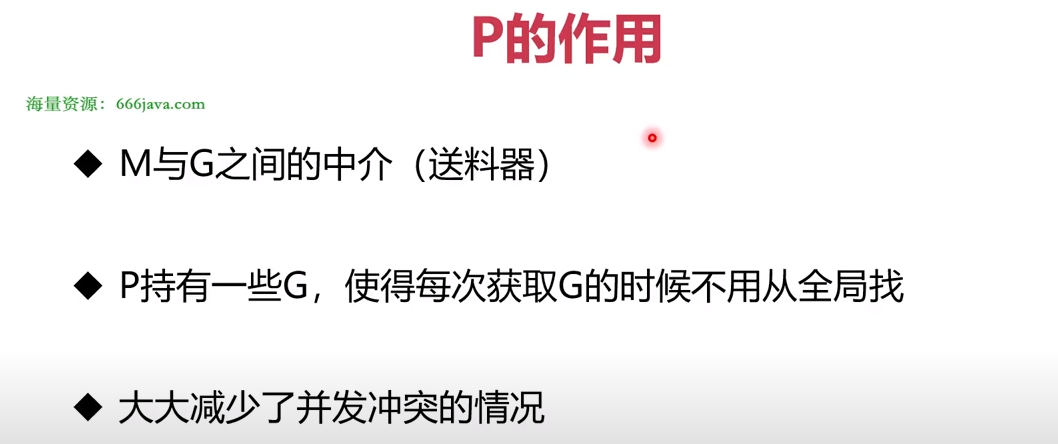 P的作用
海量资源：666java.com
◆ M与G之间的中介（送料器）
◆ P持有一些G，使得每次获取G的时候不用从全局找
◆ 大大减少了并发冲突的情况